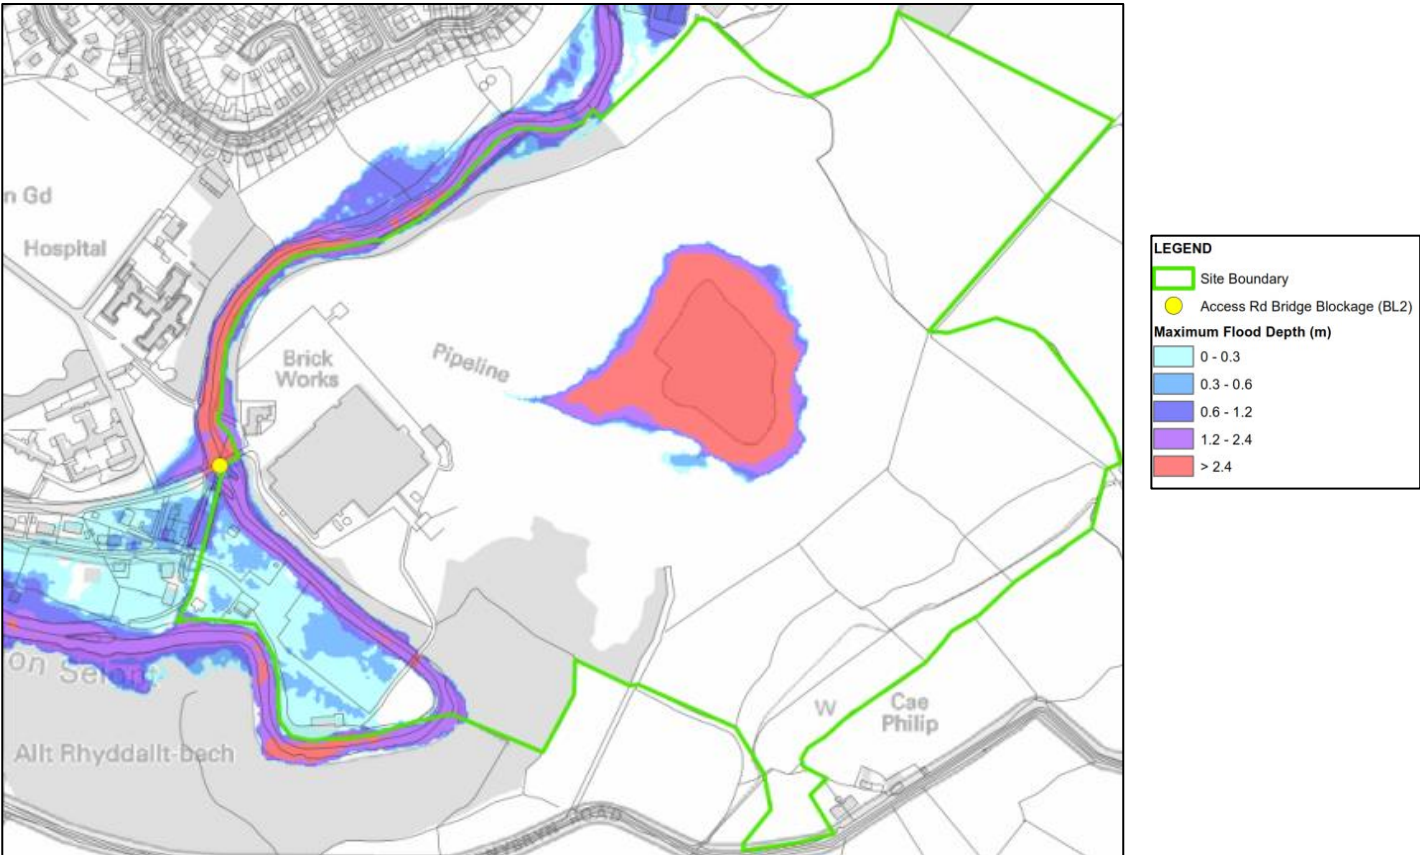 n Gd
Hospital
Brick
Works
Pipeline
on Seiont
Allt Rhyddallt-bach
W
Cae
Philip
ROAD
LEGEND
Site Boundary
Access Rd Bridge Blockage (BL2)
Maximum Flood Depth (m)
0 - 0.3
0.3 - 0.6
0.6 - 1.2
1.2 - 2.4
> 2.4